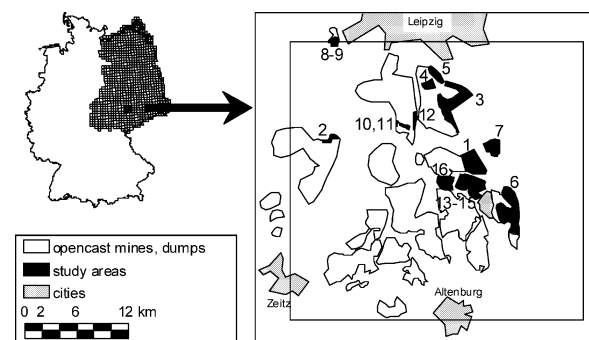 Leipzig
8-9
5
4
3
12
10,11
2
7
1
16
6
13-15
opencast mines, dumps
study areas
cities
0 2 6 12 km
Zeitz
Altenburg